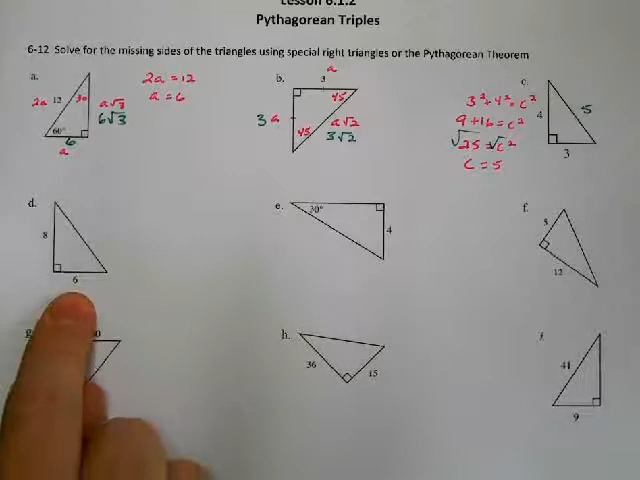 Lesson 6.1.2
Pythagorean Triples
6-12 Solve for the missing sides of the triangles using special right triangles or the Pythagorean Theorem
a.
2a 12 30
a√3
6√3
60°
6
a
2a = 12
a = 6
b.
a
3
45
3 a
a√2
45
3√2
c.
4
5
3
3² + 4² = c²
9 + 16 = c²
√25 = √c²
c = 5
d.
8
6
e.
30°
4
f.
5
12
g.
h.
36
15
41
9